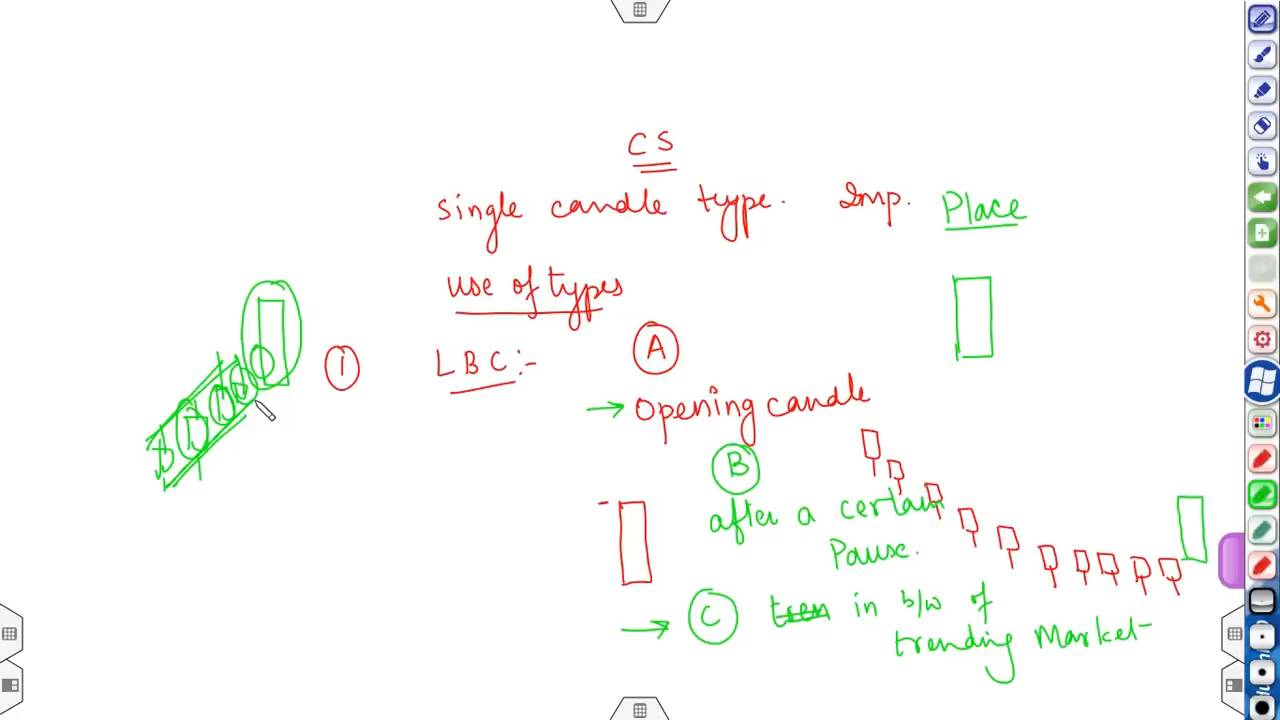 CS
single candle type. Imp. Place
use of types
① LBC:-
Ⓐ
→ Opening candle
Ⓑ
after a certain
Pause.
→ Ⓒ in b/w of
trending Market